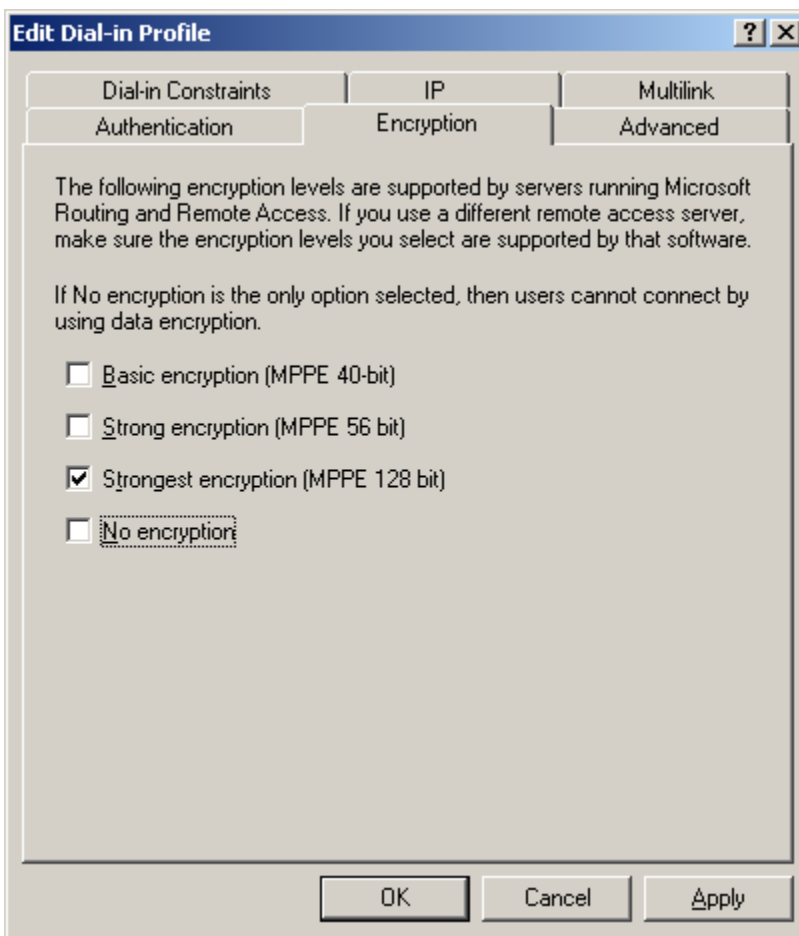 Edit Dial-in Profile
Dial-in Constraints IP Multilink
Authentication Encryption Advanced
The following encryption levels are supported by servers running Microsoft
Routing and Remote Access. If you use a different remote access server,
make sure the encryption levels you select are supported by that software.
If No encryption is the only option selected, then users cannot connect by
using data encryption.
Basic encryption (MPPE 40-bit)
Strong encryption (MPPE 56 bit)
Strongest encryption (MPPE 128 bit)
No encryption
OK Cancel Apply